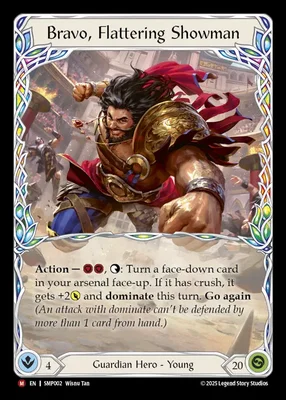 Bravo, Flattering Showman
Action — , : Turn a face-down card
in your arsenal face-up. If it has crush, it
gets +2 and dominate this turn. Go again
(An attack with dominate can't be defended by
more than 1 card from hand.)
4
Guardian Hero - Young
20
M EN | SMP002 Wisnu Tan
© 2025 Legend Story Studios